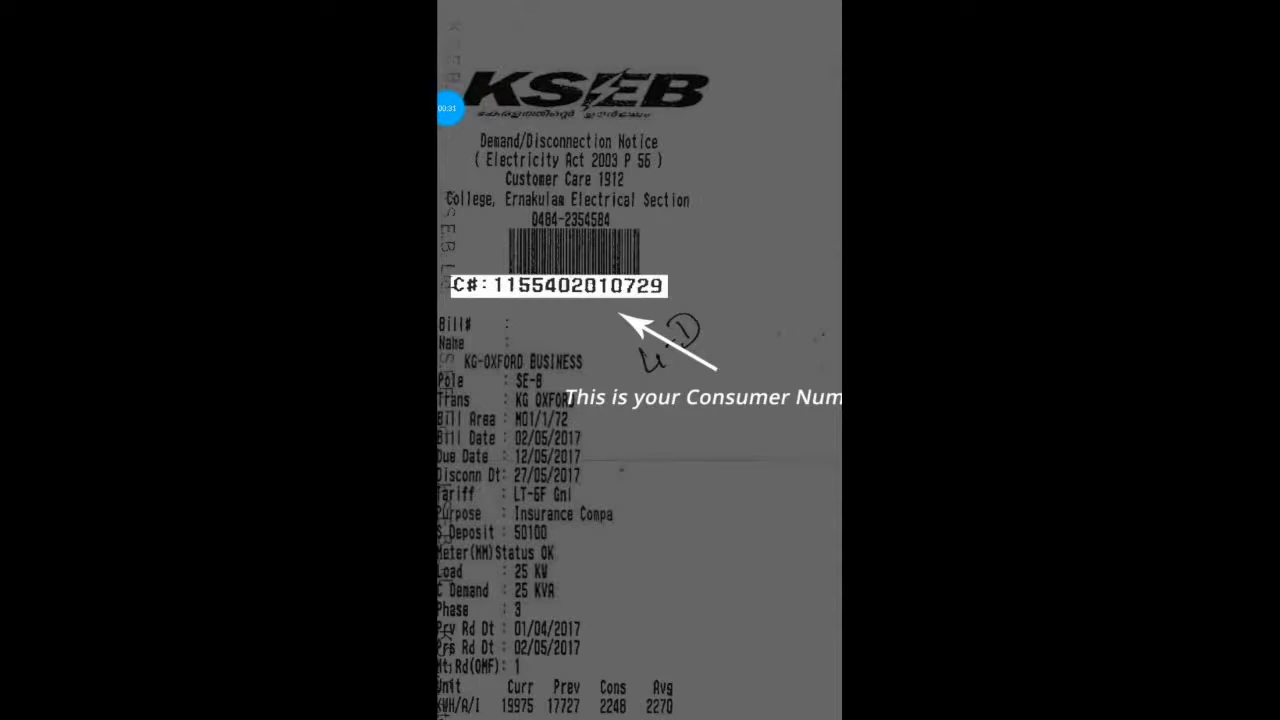 KSEB
00:31
Demand/Disconnection Notice
( Electricity Act 2003 P 56 )
Customer Care 1912
College, Ernakulam Electrical Section
0484-2354584
C#: 1155402010729
Bill# :
Name :
KG-OXFORD BUSINESS
Pole : SE-B
Trans : KG OXFORD
This is your Consumer Num
Bill Area : M01/1/72
Bill Date : 02/05/2017
Due Date : 12/05/2017
Disconn Dt: 27/05/2017
Tariff : LT-6F Gnl
Purpose : Insurance Compa
S Deposit : 50100
Meter(MM)Status OK
Load : 25 KW
C Demand : 25 KVA
Phase : 3
Prv Rd Dt : 01/04/2017
Prs Rd Dt : 02/05/2017
Mt Rd(OMF): 1
Unit Curr Prev Cons Avg
KWH/A/I 19975 17727 2248 2270